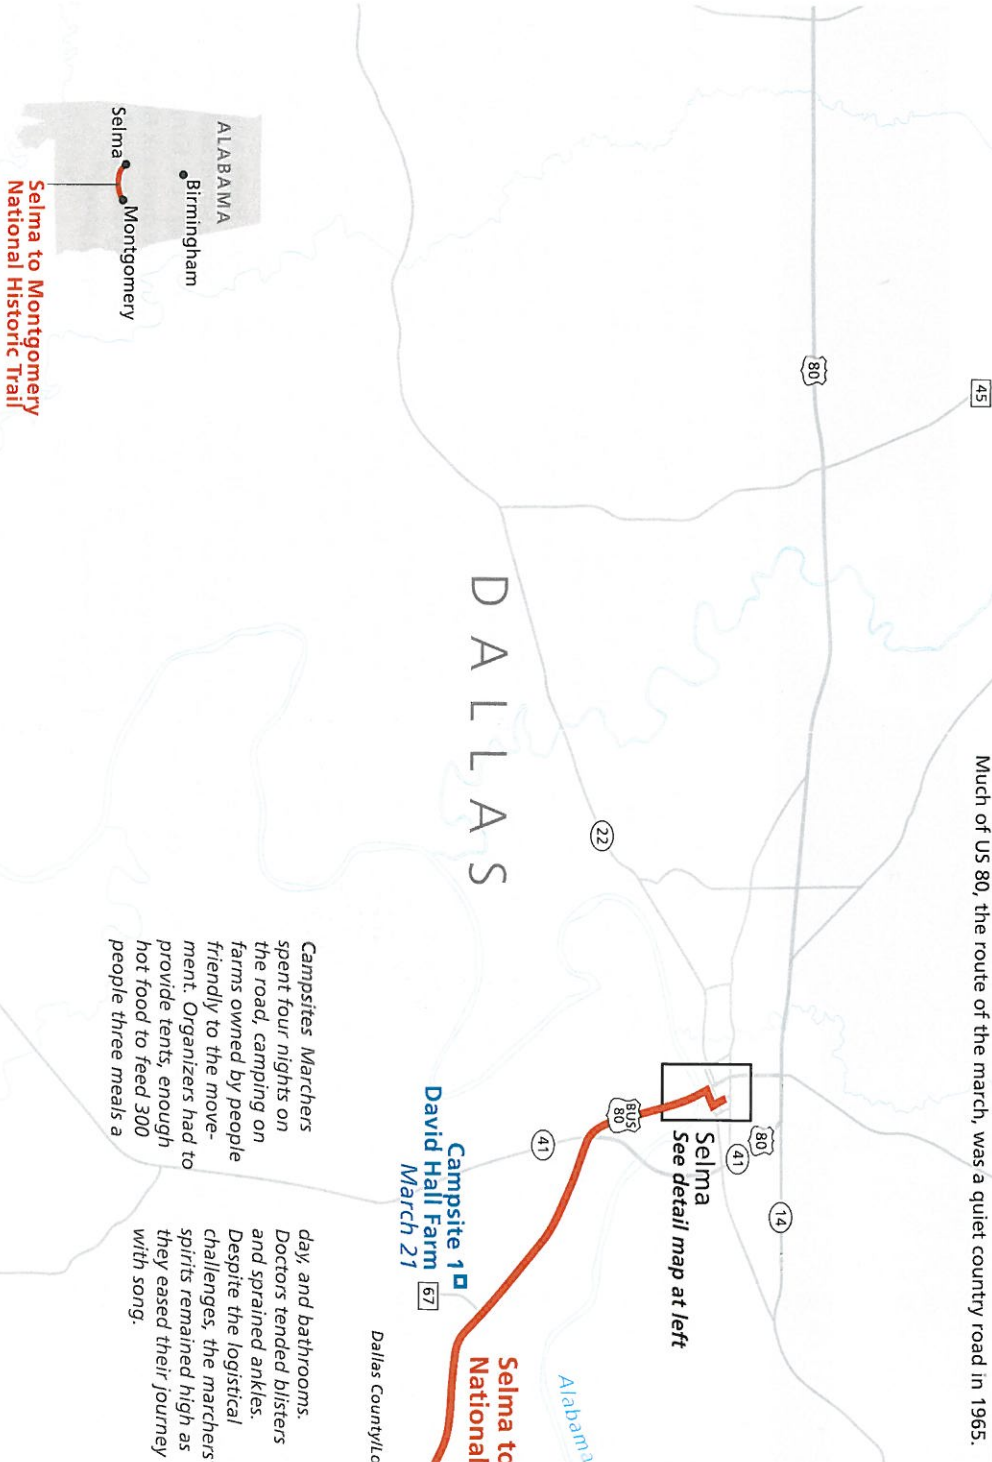 Much of US 80, the route of the march, was a quiet country road in 1965.
45
80
22
DALLAS
80
41
14
Selma
See detail map at left
BUS
80
41
Campsite 1
David Hall Farm
March 21
67
Selma to
National
Alabama
Dallas County/Lo
ALABAMA
Birmingham
Selma
Montgomery
Selma to Montgomery
National Historic Trail
Campsites Marchers
spent four nights on
the road, camping on
farms owned by people
friendly to the move-
ment. Organizers had to
provide tents, enough
hot food to feed 300
people three meals a
day, and bathrooms.
Doctors tended blisters
and sprained ankles.
Despite the logistical
challenges, the marchers
spirits remained high as
they eased their journey
with song.